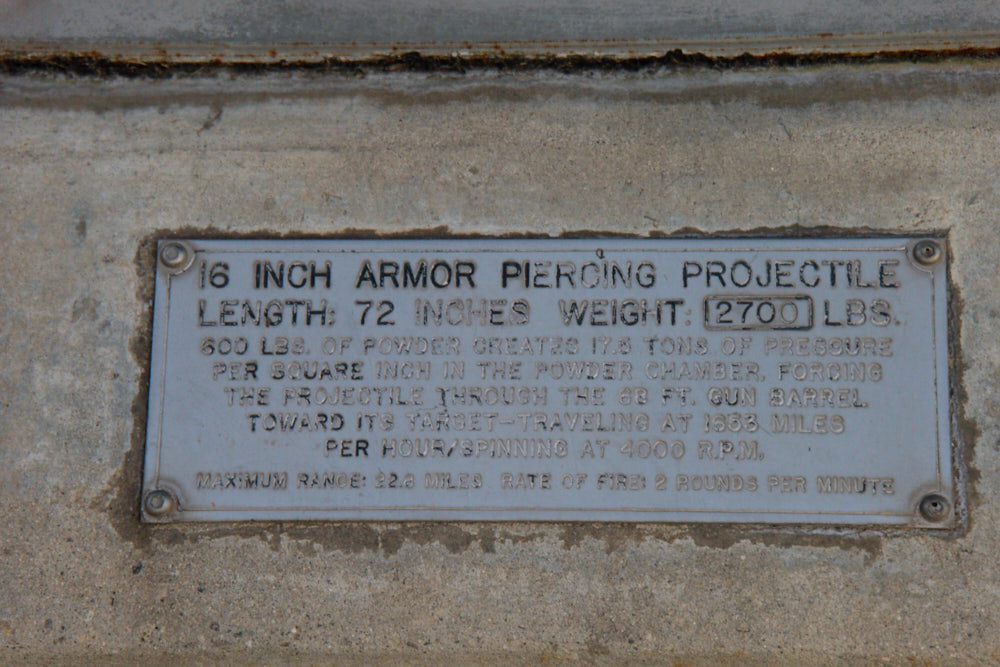 16 INCH ARMOR PIERCING PROJECTILE
LENGTH: 72 INCHES WEIGHT: 2700 LBS.
600 LBS. OF POWDER CREATES 17.5 TONS OF PRESSURE
PER SQUARE INCH IN THE POWDER CHAMBER, FORCING
THE PROJECTILE THROUGH THE 68 FT. GUN BARREL
TOWARD ITS TARGET-TRAVELING AT MILES
PER HOUR/SPINNING AT 4000 R.P.M.
MAXIMUM RANGE: MILES RATE OF FIRE: 2 ROUNDS PER MINUTE